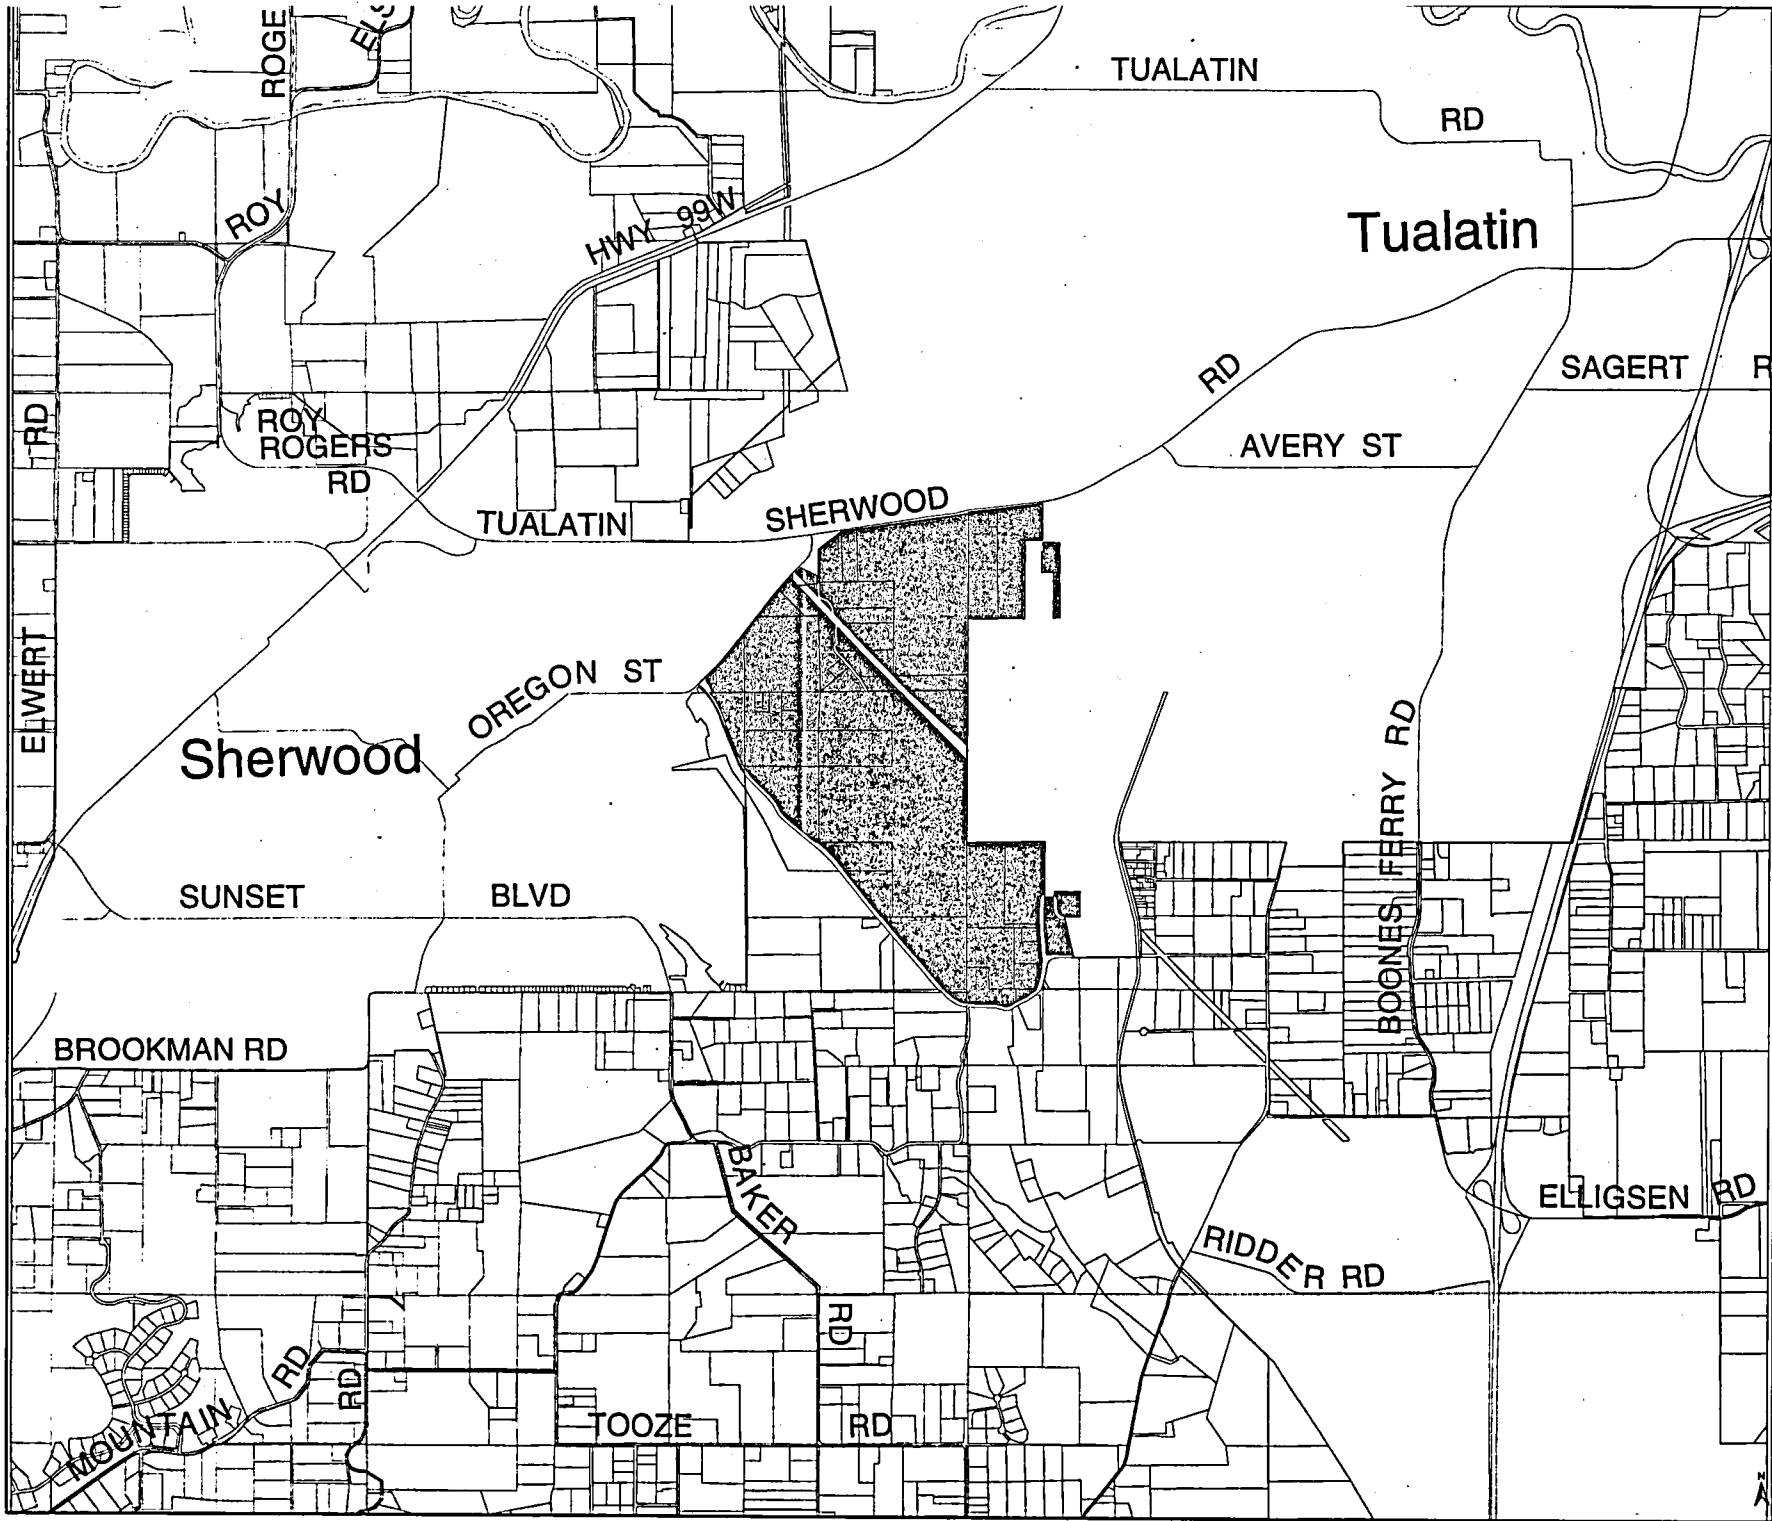 ROGE
ELS
TUALATIN
RD
ROY
HWY 99W
Tualatin
RD
SAGERT R
RD
ROY
ROGERS
RD
AVERY ST
TUALATIN
SHERWOOD
ELWERT
OREGON ST
Sherwood
BOONES FERRY RD
SUNSET BLVD
BROOKMAN RD
BAKER
RD
ELLIGSEN RD
RIDDER RD
MOUNTAIN
RD
RD
TOOZE RD
N